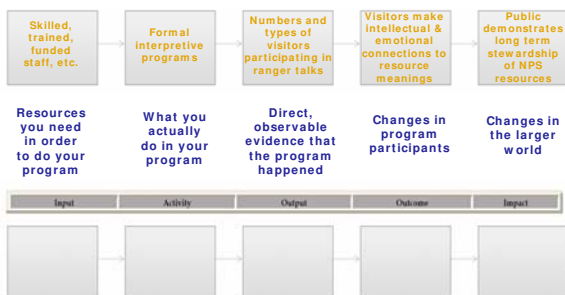 Skilled,
trained,
funded
staff, etc.
Formal
interpretive
programs
Numbers and
types of
visitors
participating in
ranger talks
Visitors make
intellectual &
emotional
connections to
resource
meanings
Public
demonstrates
long term
stewardship
of NPS
resources
Resources
you need
in order
to do your
program
What you
actually
do in your
program
Direct,
observable
evidence that
the program
happened
Changes in
program
participants
Changes in
the larger
world
Input
Activity
Output
Outcome
Impact